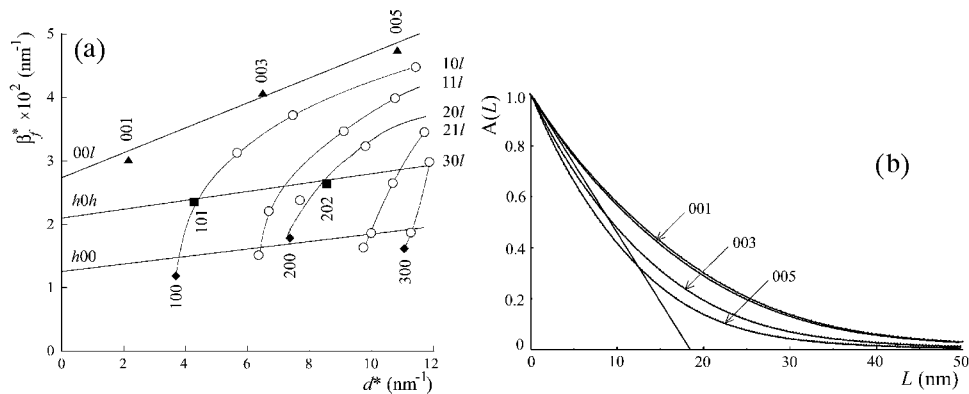 (a)
β*f ×10² (nm⁻¹)
5
4
3
2
1
0
0
2
4
6
8
10
12
d* (nm⁻¹)
001
003
005
00l
h0h
h00
101
202
100
200
300
10l
11l
20l
21l
30l
(b)
A(L)
1.0
0.8
0.6
0.4
0.2
0
0
10
20
30
40
50
L (nm)
001
003
005